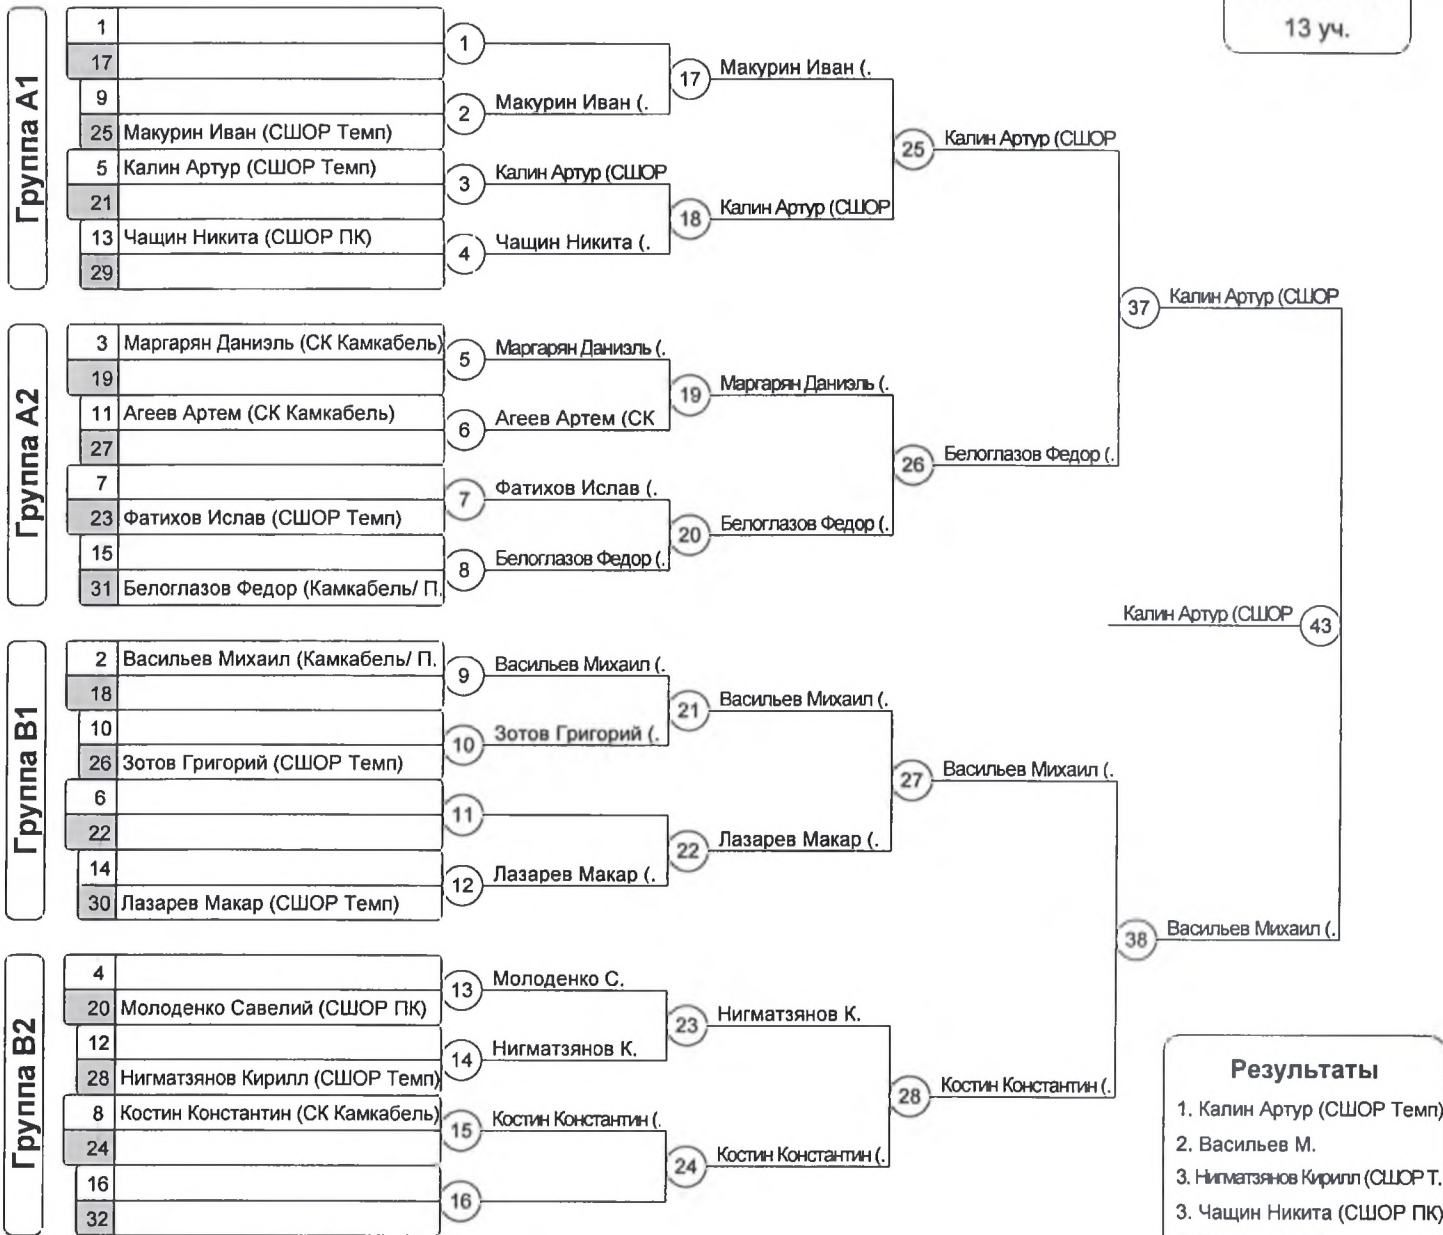 13 уч.
Группа А1
1
17
9
25 Макурин Иван (СШОР Темп)
5 Калин Артур (СШОР Темп)
21
13 Чащин Никита (СШОР ПК)
29
1
2 Макурин Иван (.
3 Калин Артур (СШОР
4 Чащин Никита (.
17 Макурин Иван (.
18 Калин Артур (СШОР
25 Калин Артур (СШОР
Группа А2
3 Маргарян Даниэль (СК Камкабель)
19
11 Агеев Артем (СК Камкабель)
27
7
23 Фатихов Ислав (СШОР Темп)
15
31 Белоглазов Федор (Камкабель/ П.
5 Маргарян Даниэль (.
6 Агеев Артем (СК
7 Фатихов Ислав (.
8 Белоглазов Федор (.
19 Маргарян Даниэль (.
20 Белоглазов Федор (.
26 Белоглазов Федор (.
37 Калин Артур (СШОР
Калин Артур (СШОР 43
Группа В1
2 Васильев Михаил (Камкабель/ П.
18
10
26 Зотов Григорий (СШОР Темп)
6
22
14
30 Лазарев Макар (СШОР Темп)
9 Васильев Михаил (.
10 Зотов Григорий (.
11
12 Лазарев Макар (.
21 Васильев Михаил (.
22 Лазарев Макар (.
27 Васильев Михаил (.
Группа В2
4
20 Молоденко Савелий (СШОР ПК)
12
28 Нигматзянов Кирилл (СШОР Темп)
8 Костин Константин (СК Камкабель)
24
16
32
13 Молоденко С.
14 Нигматзянов К.
15 Костин Константин (.
16
23 Нигматзянов К.
24 Костин Константин (.
28 Костин Константин (.
38 Васильев Михаил (.
Результаты
1. Калин Артур (СШОР Темп)
2. Васильев М.
3. Нигматзянов Кирилл (СШОР Т.
3. Чащин Никита (СШОР ПК)